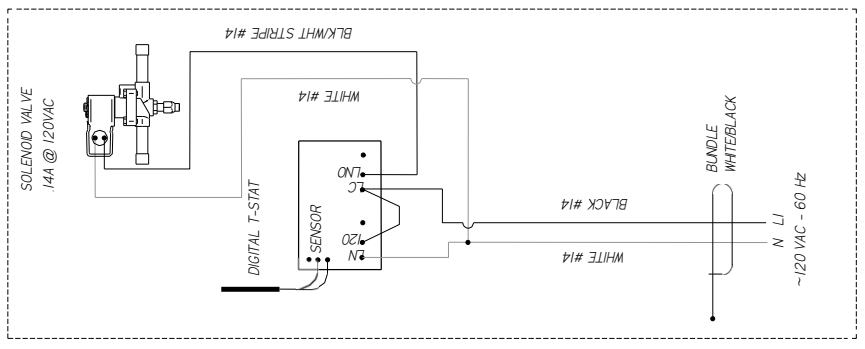 BLK/WHT STRIPE #14
WHITE #14
SOLENOID VALVE
.14A @ 120VAC
DIGITAL T-STAT
SENSOR
LNO
LC
120
LN
BLACK #14
WHITE #14
BUNDLE
WHITE/BLACK
L1
N
~120 VAC - 60 Hz